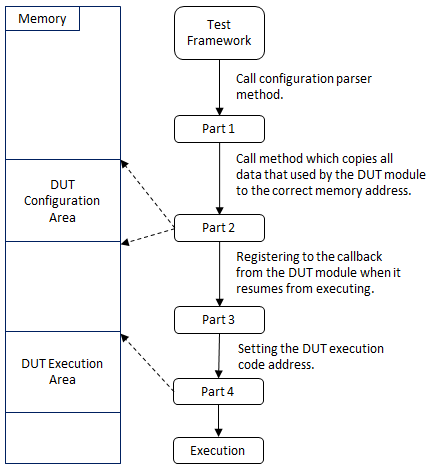 Memory
Test
Framework
Call configuration parser
method.
Part 1
Call method which copies all
data that used by the DUT module
to the correct memory address.
DUT
Configuration
Area
Part 2
Registering to the callback
from the DUT module when it
resumes from executing.
Part 3
Setting the DUT execution
code address.
DUT Execution
Area
Part 4
Execution